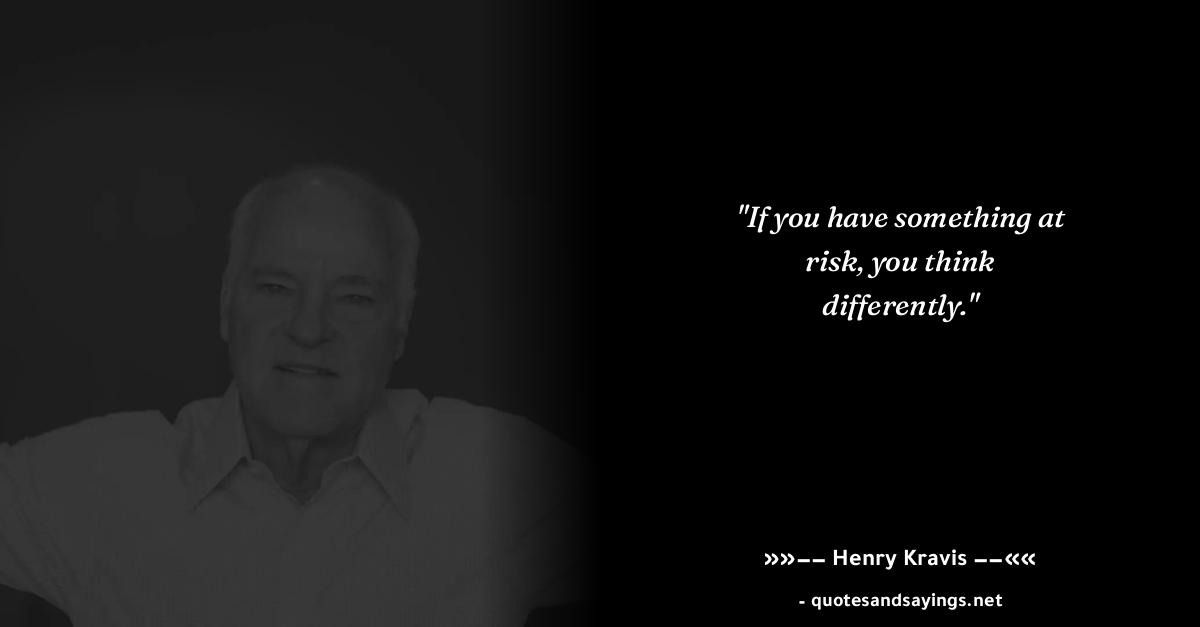 "If you have something at
risk, you think
differently."
»»–– Henry Kravis ––««
- quotesandsayings.net